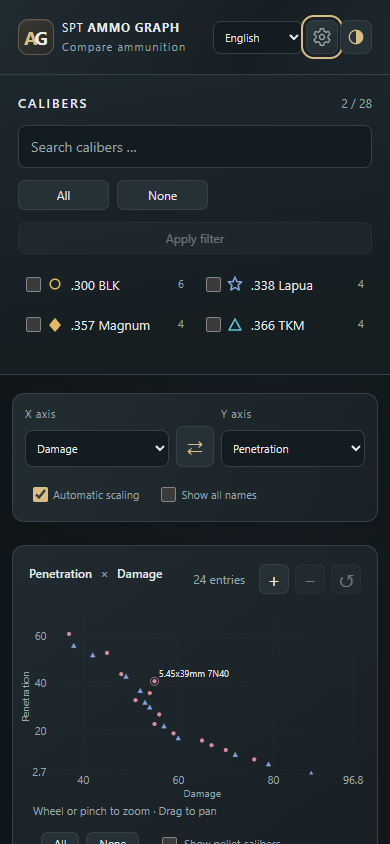 AG
SPT AMMO GRAPH
Compare ammunition
English
CALIBERS
2 / 28
Search calibers ...
All
None
Apply filter
.300 BLK 6
.338 Lapua 4
.357 Magnum 4
.366 TKM 4
X axis
Y axis
Damage
Penetration
Automatic scaling
Show all names
Penetration × Damage
24 entries
+
−
60
5.45x39mm 7N40
40
Penetration
20
2.7
40
60
80
96.8
Damage
Wheel or pinch to zoom · Drag to pan
All
None
Show pellet calibers